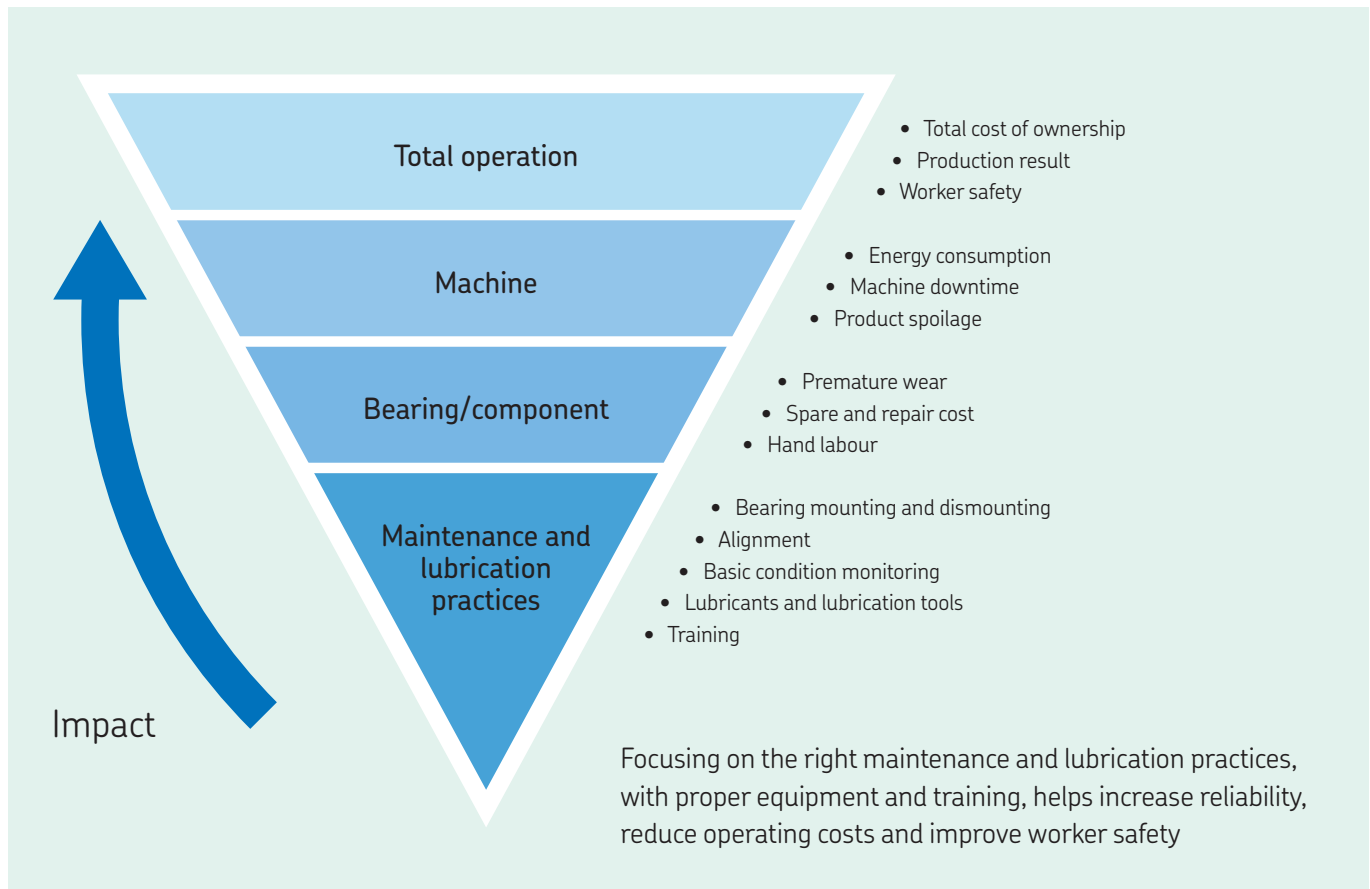 Total operation
• Total cost of ownership
• Production result
• Worker safety
Machine
• Energy consumption
• Machine downtime
• Product spoilage
Bearing/component
• Premature wear
• Spare and repair cost
• Hand labour
Maintenance and
lubrication
practices
• Bearing mounting and dismounting
• Alignment
• Basic condition monitoring
• Lubricants and lubrication tools
• Training
Impact
Focusing on the right maintenance and lubrication practices,
with proper equipment and training, helps increase reliability,
reduce operating costs and improve worker safety